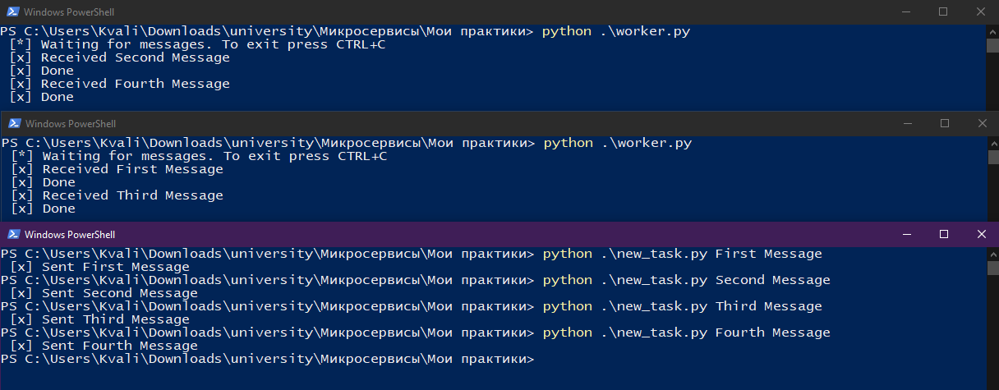 Windows PowerShell
PS C:\Users\Kvali\Downloads\university\Микросервисы\Мои практики> python .\worker.py
[*] Waiting for messages. To exit press CTRL+C
[x] Received Second Message
[x] Done
[x] Received Fourth Message
[x] Done
Windows PowerShell
PS C:\Users\Kvali\Downloads\university\Микросервисы\Мои практики> python .\worker.py
[*] Waiting for messages. To exit press CTRL+C
[x] Received First Message
[x] Done
[x] Received Third Message
[x] Done
Windows PowerShell
PS C:\Users\Kvali\Downloads\university\Микросервисы\Мои практики> python .\new_task.py First Message
[x] Sent First Message
PS C:\Users\Kvali\Downloads\university\Микросервисы\Мои практики> python .\new_task.py Second Message
[x] Sent Second Message
PS C:\Users\Kvali\Downloads\university\Микросервисы\Мои практики> python .\new_task.py Third Message
[x] Sent Third Message
PS C:\Users\Kvali\Downloads\university\Микросервисы\Мои практики> python .\new_task.py Fourth Message
[x] Sent Fourth Message
PS C:\Users\Kvali\Downloads\university\Микросервисы\Мои практики>